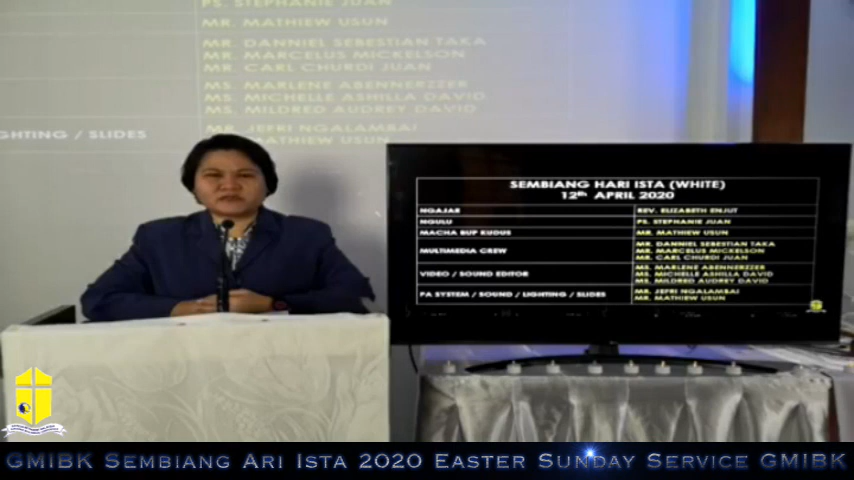 PS. STEPHANIE JUAN
MR. MATHIEW USUN
MR. DANNIEL SEBESTIAN TAKA
MR. MARCELUS MICKELSON
MR. CARL CHURDI JUAN
MS. MARLENE ABENNERZZER
MS. MICHELLE ASHILLA DAVID
MS. MILDRED AUDREY DAVID
GHTING / SLIDES
MR. JEFRI NGALAMBAI
MATHIEW USUN
SEMBIANG HARI ISTA (WHITE)
12th APRIL 2020
NGAJAR REV. ELIZABETH ENJUT
NGULU PS. STEPHANIE JUAN
MACHA BUP KUDUS MR. MATHIEW USUN
MULTIMEDIA CREW MR. DANNIEL SEBESTIAN TAKA
MR. MARCELUS MICKELSON
MR. CARL CHURDI JUAN
VIDEO / SOUND EDITOR MS. MARLENE ABENNERZZER
MS. MICHELLE ASHILLA DAVID
MS. MILDRED AUDREY DAVID
PA SYSTEM / SOUND / LIGHTING / SLIDES MR. JEFRI NGALAMBAI
MR. MATHIEW USUN
GMIBK SEMBIANG ARI ISTA 2020 EASTER SUNDAY SERVICE GMIBK